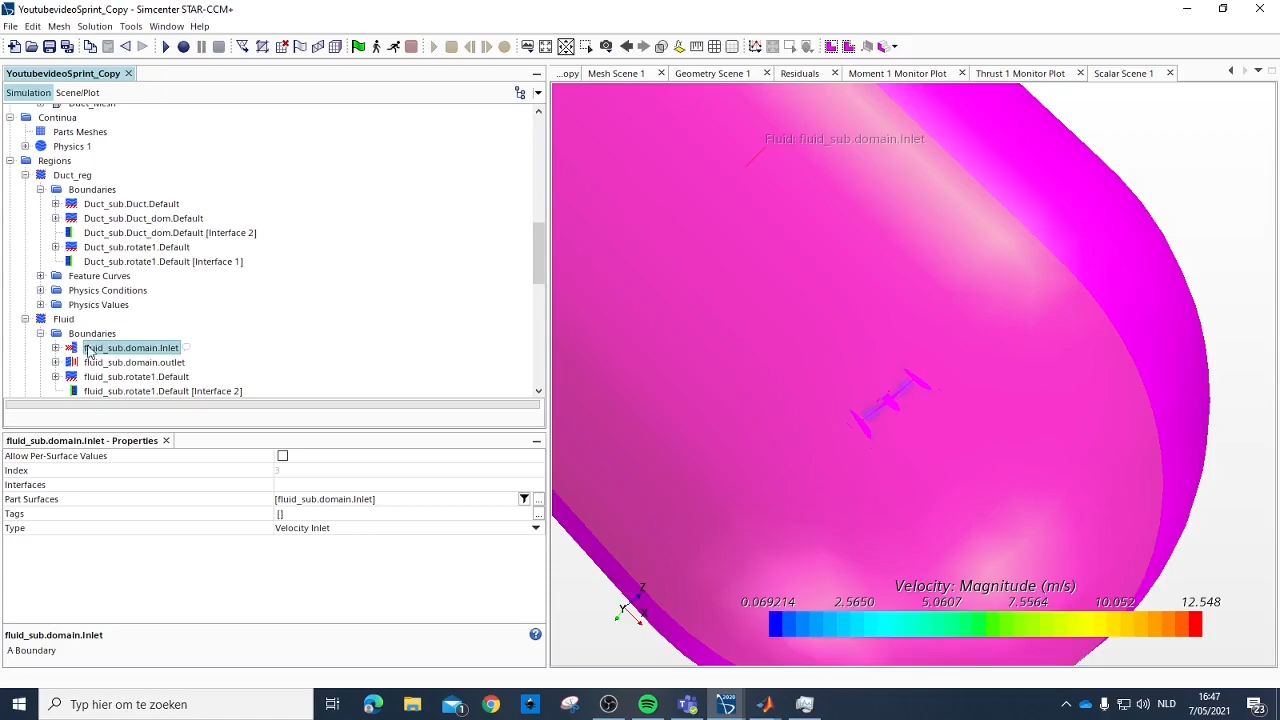 YoutubevideoSprint_Copy - Simcenter STAR-CCM+
File Edit Mesh Solution Tools Window Help
YoutubevideoSprint_Copy
...opy Mesh Scene 1 Geometry Scene 1 Residuals Moment 1 Monitor Plot Thrust 1 Monitor Plot Scalar Scene 1
Simulation Scene/Plot
Duct_Mesh
Continua
Parts Meshes
Physics 1
Regions
Duct_reg
Boundaries
Duct_sub.Duct.Default
Duct_sub.Duct_dom.Default
Duct_sub.Duct_dom.Default [Interface 2]
Duct_sub.rotate1.Default
Duct_sub.rotate1.Default [Interface 1]
Feature Curves
Physics Conditions
Physics Values
Fluid
Boundaries
fluid_sub.domain.Inlet
fluid_sub.domain.outlet
fluid_sub.rotate1.Default
fluid_sub.rotate1.Default [Interface 2]
fluid_sub.domain.Inlet - Properties
Allow Per-Surface Values
Index 3
Interfaces
Part Surfaces [fluid_sub.domain.Inlet] ...
Tags [] ...
Type Velocity Inlet
fluid_sub.domain.Inlet
A Boundary
Fluid: fluid_sub domain.Inlet
Z
Y X
Velocity: Magnitude (m/s)
0.069214 2.5650 5.0607 7.5564 10.052 12.548
Typ hier om te zoeken
NLD
16:47
7/05/2021